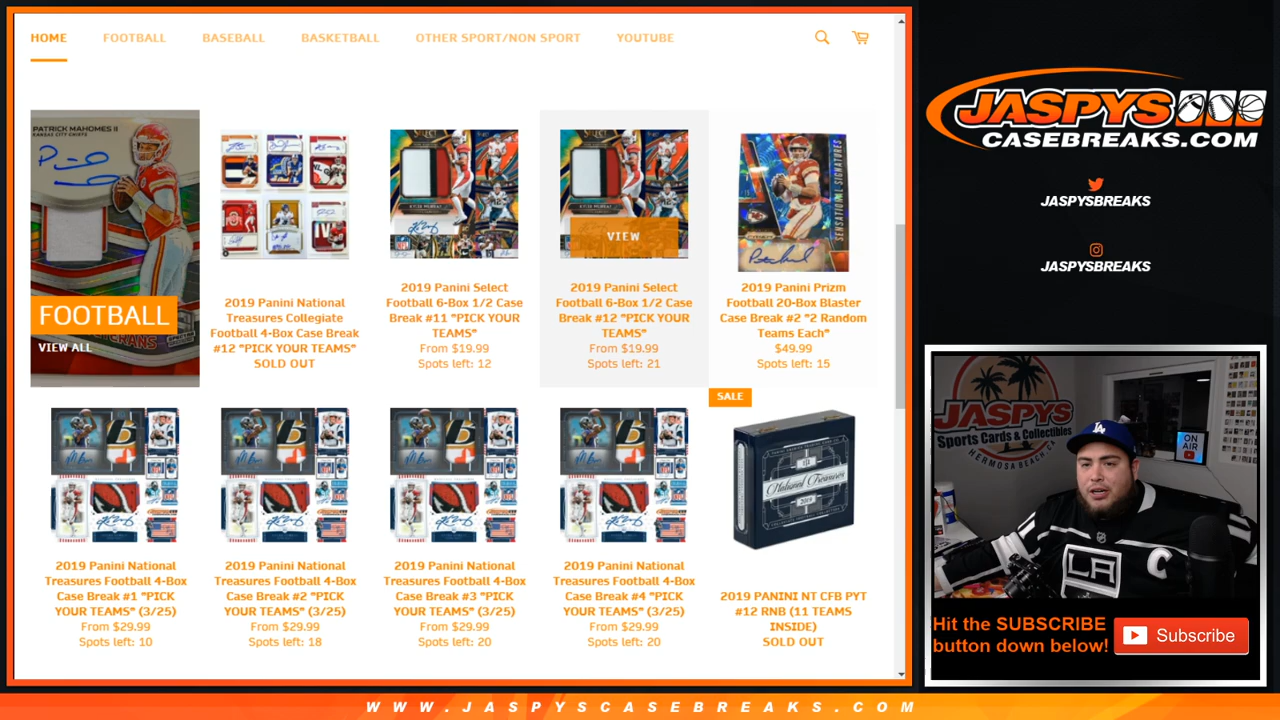 HOME
FOOTBALL
BASEBALL
BASKETBALL
OTHER SPORT/NON SPORT
YOUTUBE
PATRICK MAHOMES II
KANSAS CITY CHIEFS
FOOTBALL
VIEW ALL
2019 Panini National
Treasures Collegiate
Football 4-Box Case Break
#12 "PICK YOUR TEAMS"
SOLD OUT
2019 Panini Select
Football 6-Box 1/2 Case
Break #11 "PICK YOUR
TEAMS"
From $19.99
Spots left: 12
VIEW
2019 Panini Select
Football 6-Box 1/2 Case
Break #12 "PICK YOUR
TEAMS"
From $19.99
Spots left: 21
SENSATIONAL SIGNATURES
2019 Panini Prizm
Football 20-Box Blaster
Case Break #2 "2 Random
Teams Each"
$49.99
Spots left: 15
2019 Panini National
Treasures Football 4-Box
Case Break #1 "PICK
YOUR TEAMS" (3/25)
From $29.99
Spots left: 10
2019 Panini National
Treasures Football 4-Box
Case Break #2 "PICK
YOUR TEAMS" (3/25)
From $29.99
Spots left: 18
2019 Panini National
Treasures Football 4-Box
Case Break #3 "PICK
YOUR TEAMS" (3/25)
From $29.99
Spots left: 20
2019 Panini National
Treasures Football 4-Box
Case Break #4 "PICK
YOUR TEAMS" (3/25)
From $29.99
Spots left: 20
SALE
National Treasures
2019
2019 PANINI NT CFB PYT
#12 RNB (11 TEAMS
INSIDE)
SOLD OUT
JASPYS
CASEBREAKS.COM
JASPYSBREAKS
JASPYSBREAKS
JASPYS
Sports Cards & Collectibles
HERMOSA BEACH, CA
ON
AIR
LA
LA
C
Hit the SUBSCRIBE
button down below!
Subscribe
WWW.JASPYSCASEBREAKS.COM